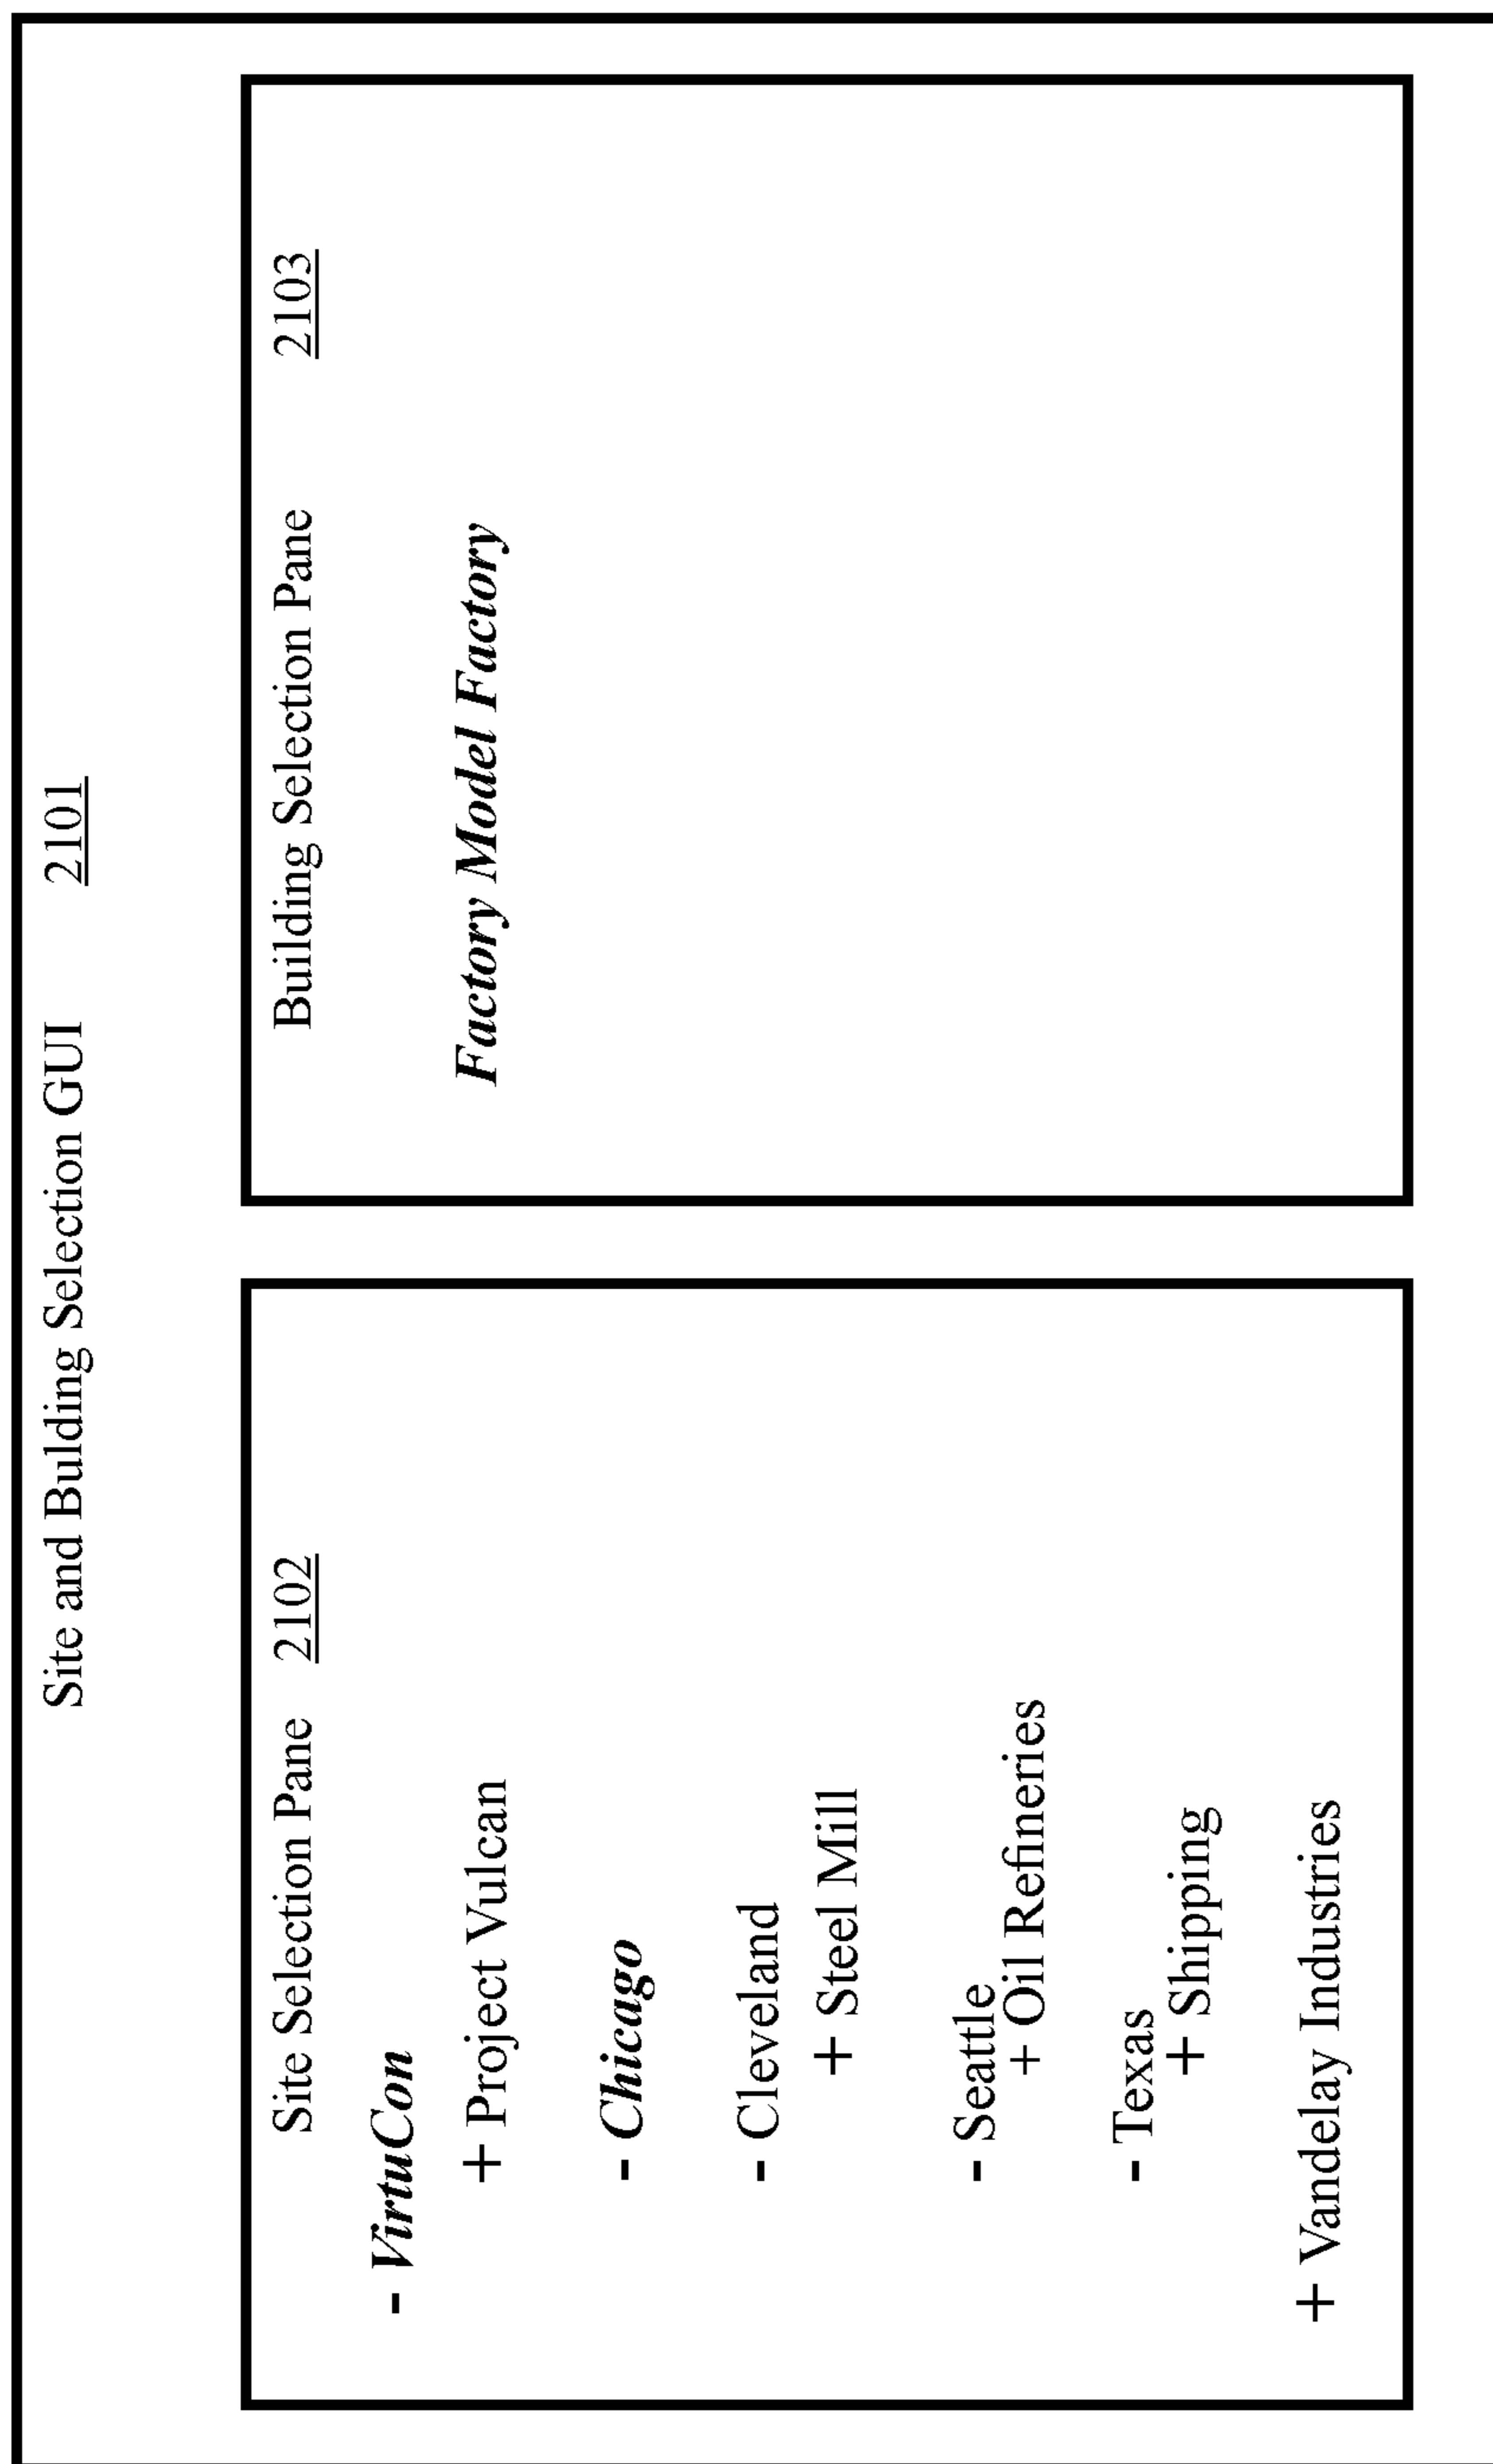 Site and Bulding Selection GUI 2101
Site Selection Pane 2102
- VirtuCon
+ Project Vulcan
- Chicago
- Cleveland
+ Steel Mill
- Seattle
+ Oil Refineries
- Texas
+ Shipping
+ Vandelay Industries
Building Selection Pane 2103
Factory Model Factory